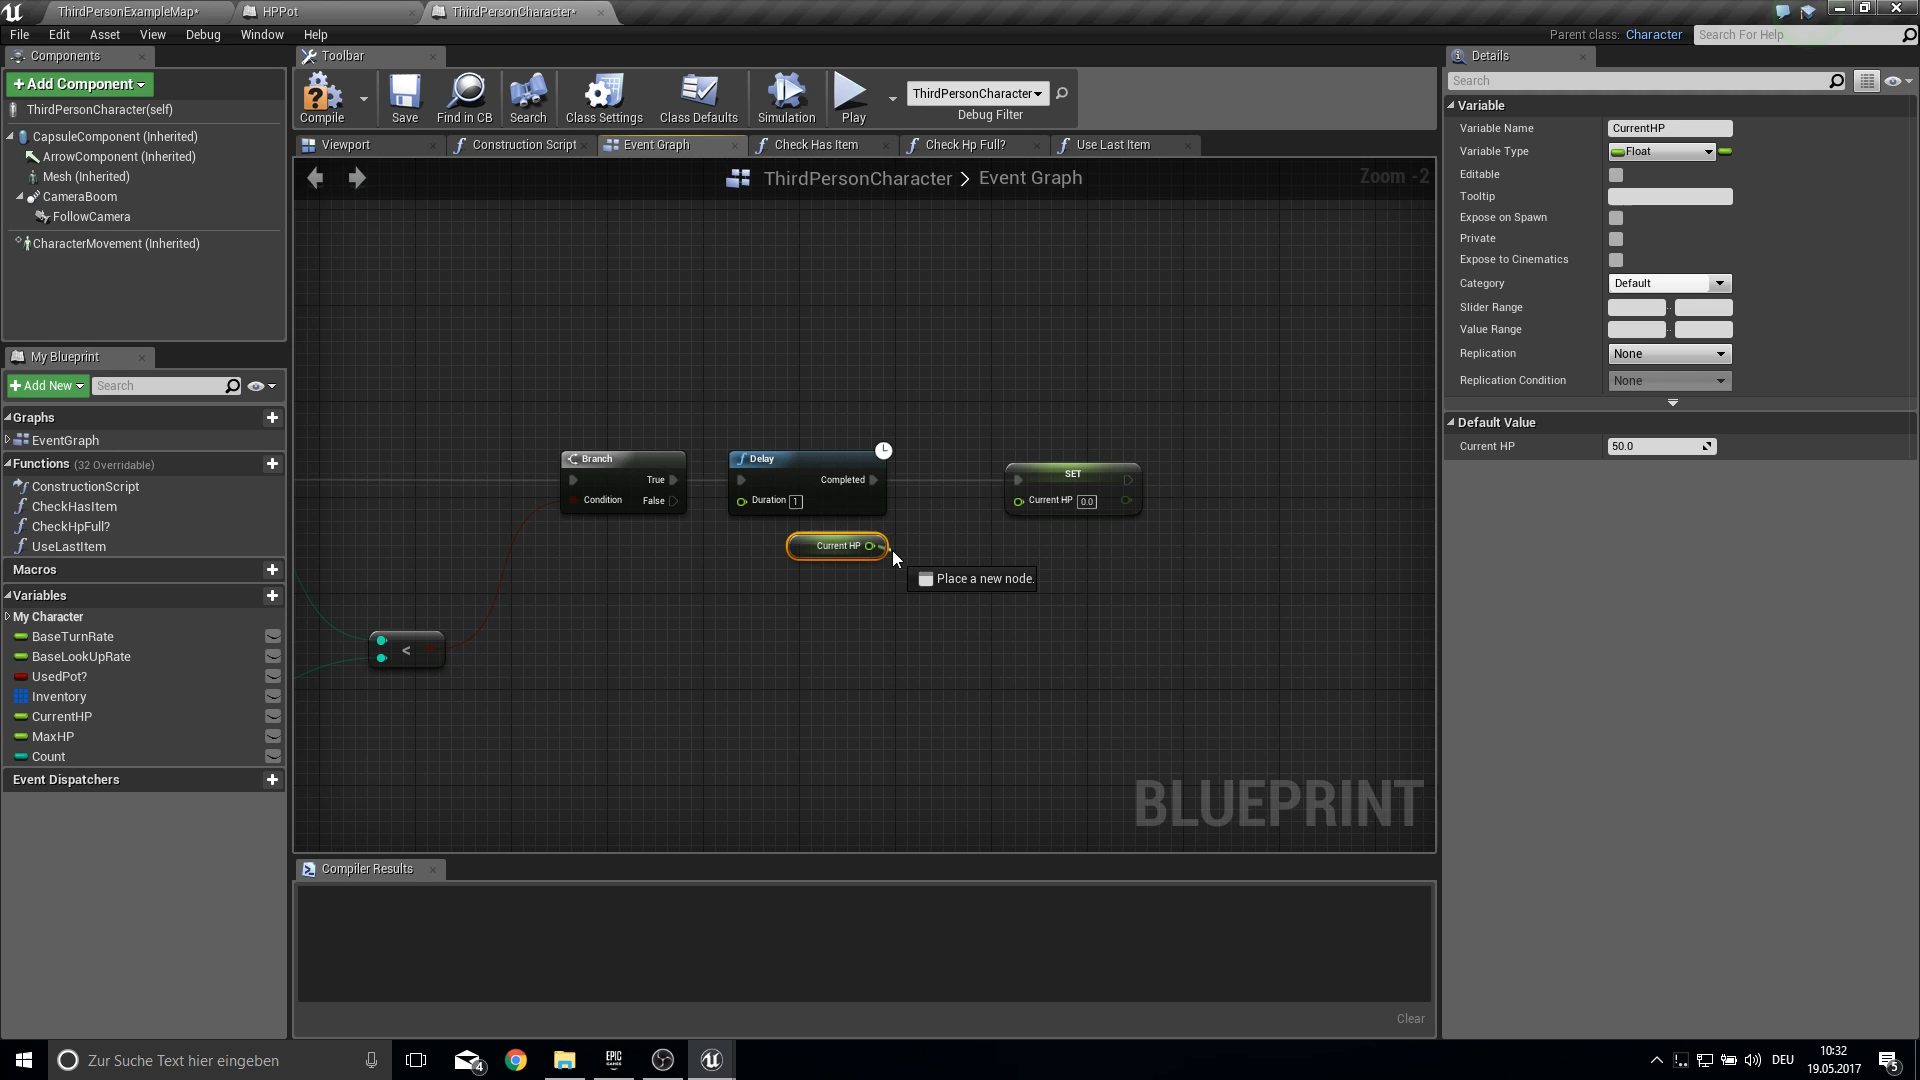 ThirdPersonExampleMap*
HPPot
ThirdPersonCharacter*
File Edit Asset View Debug Window Help
Parent class: Character
Search For Help
Components
Toolbar
Details
+Add Component
ThirdPersonCharacter(self)
CapsuleComponent (Inherited)
ArrowComponent (Inherited)
Mesh (Inherited)
CameraBoom
FollowCamera
CharacterMovement (Inherited)
Compile
Save
Find in CB
Search
Class Settings
Class Defaults
Simulation
Play
ThirdPersonCharacter
Debug Filter
Viewport
Construction Script
Event Graph
Check Has Item
Check Hp Full?
Use Last Item
ThirdPersonCharacter > Event Graph
Zoom -2
Branch
True
Condition
False
Delay
Completed
Duration 1
SET
Current HP 0.0
Current HP
Place a new node.
<
BLUEPRINT
My Blueprint
+Add New
Search
Graphs
EventGraph
Functions (32 Overridable)
ConstructionScript
CheckHasItem
CheckHpFull?
UseLastItem
Macros
Variables
My Character
BaseTurnRate
BaseLookUpRate
UsedPot?
Inventory
CurrentHP
MaxHP
Count
Event Dispatchers
Compiler Results
Clear
Search
Variable
Variable Name CurrentHP
Variable Type Float
Editable
Tooltip
Expose on Spawn
Private
Expose to Cinematics
Category Default
Slider Range
Value Range
Replication None
Replication Condition None
Default Value
Current HP 50.0
Zur Suche Text hier eingeben
4
EPIC
GAMES
DEU
10:32
19.05.2017
5